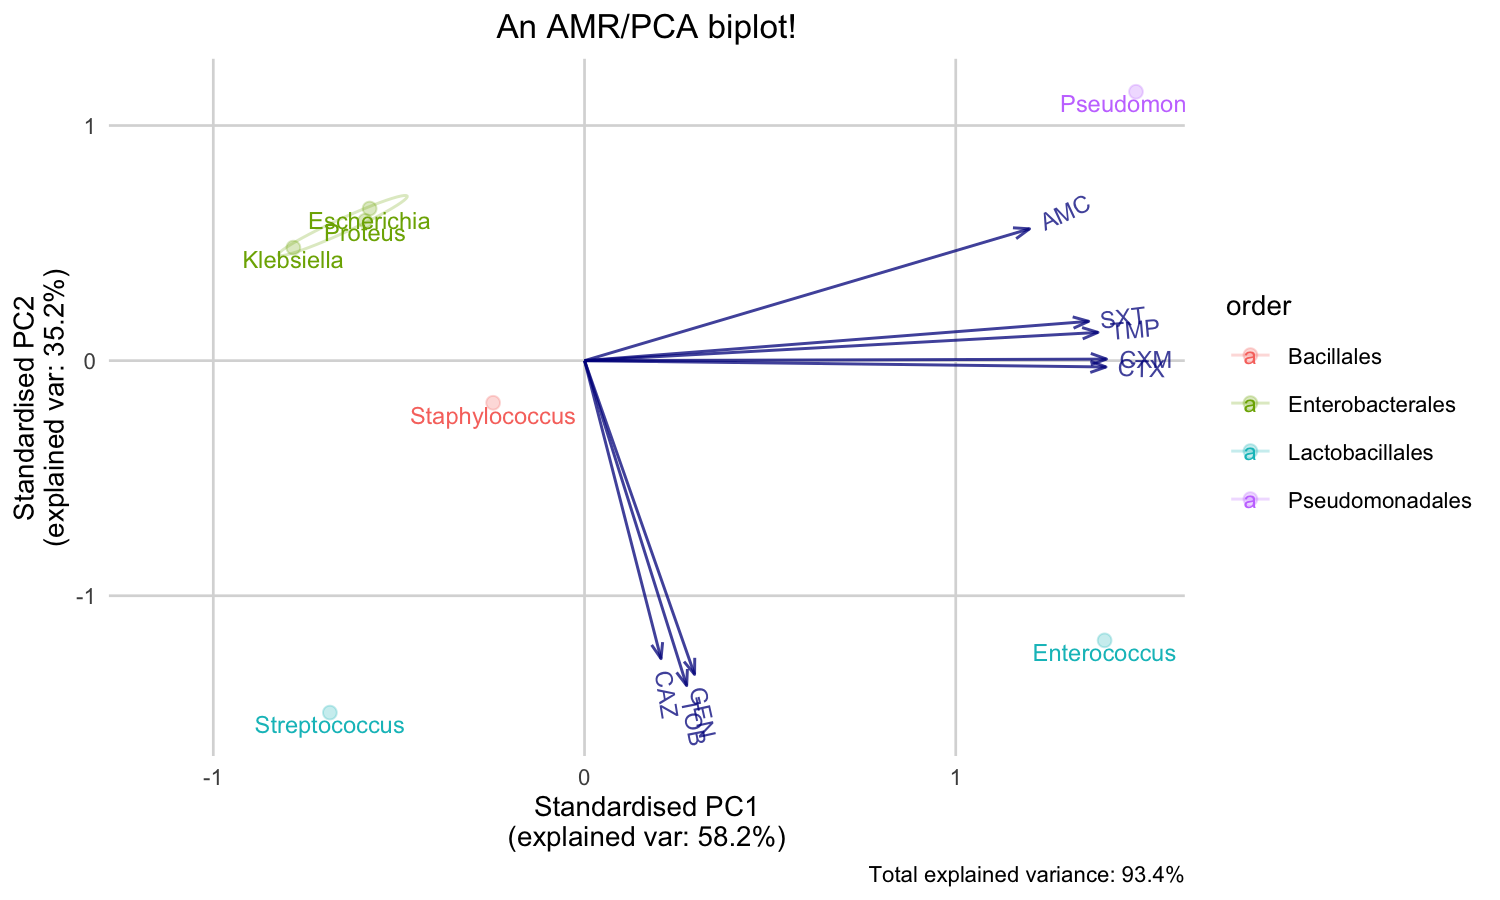 An AMR/PCA biplot!
Pseudomon
1
AMC
Escherichia
Proteus
Klebsiella
SXT
TMP
0
CXM
CTX
Staphylococcus
-1
Enterococcus
CAZ
GEN
TOB
Streptococcus
-1
0
1
Standardised PC1
(explained var: 58.2%)
Standardised PC2
(explained var: 35.2%)
order
a Bacillales
a Enterobacterales
a Lactobacillales
a Pseudomonadales
Total explained variance: 93.4%